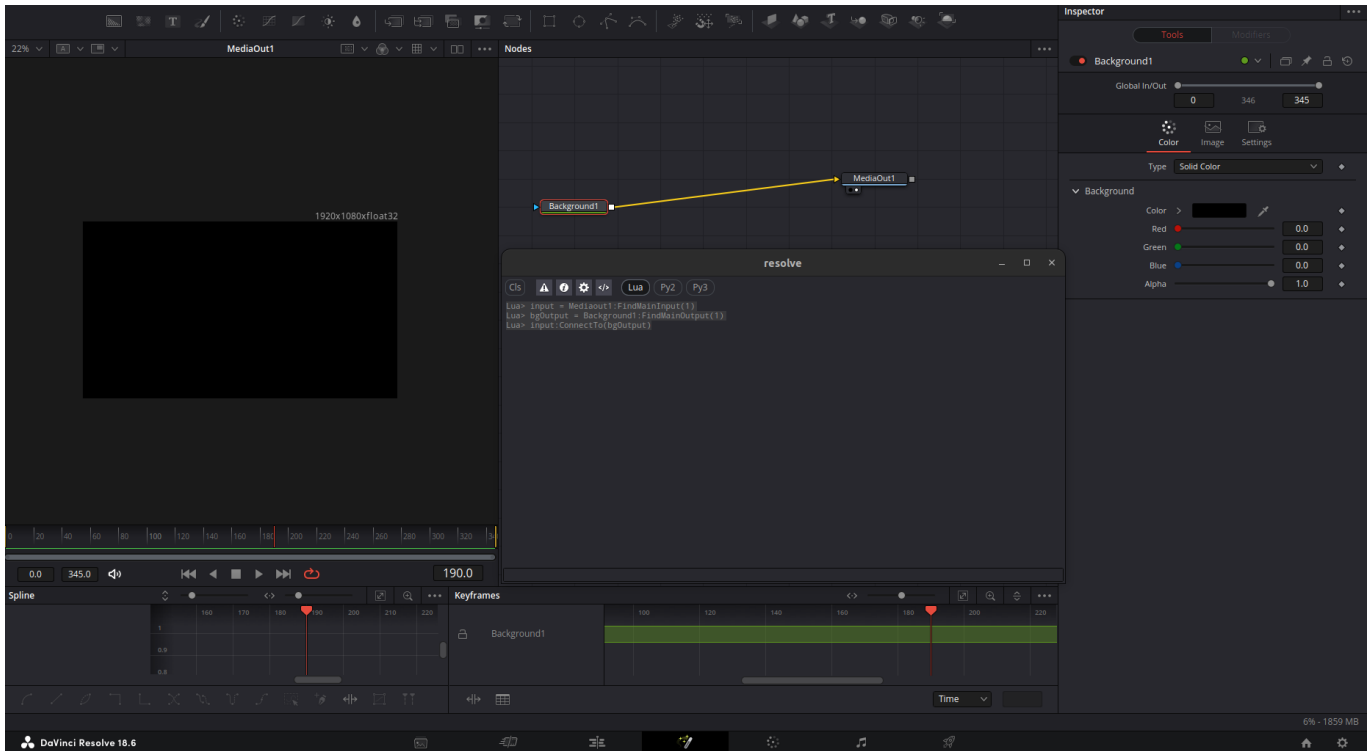 Inspector
Tools Modifiers
22% MediaOut1
Nodes
Background1
Global In/Out
0 346 345
Color Image Settings
Type Solid Color
Background
Color
Red 0.0
Green 0.0
Blue 0.0
Alpha 1.0
1920x1080xfloat32
MediaOut1
Background1
resolve
Cls Lua Py2 Py3
Lua> input = Mediaout1:FindMainInput(1)
Lua> bgOutput = Background1:FindMainOutput(1)
Lua> input:ConnectTo(bgOutput)
0 20 40 60 80 100 120 140 160 180 200 220 240 260 280 300 320
0.0 345.0 190.0
Spline
160 170 180 190 200 210 220
1
0.9
0.8
Keyframes
100 120 140 160 180 200 220
Background1
Time
6% - 1859 MB
DaVinci Resolve 18.6